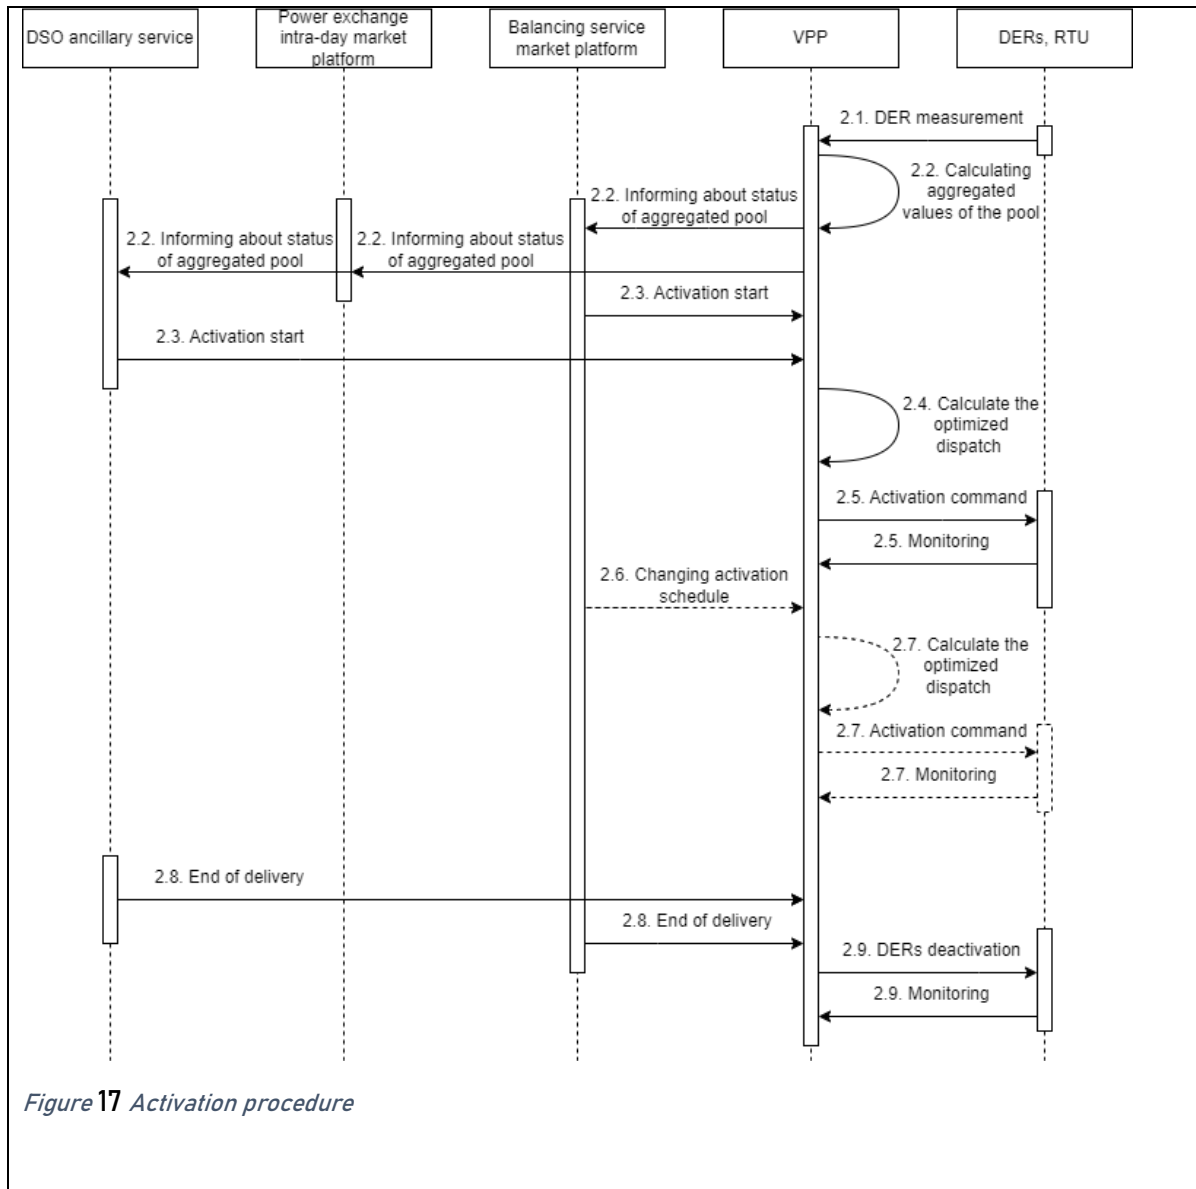 DSO ancillary service
Power exchange
intra-day market
platform
Balancing service
market platform
VPP
DERs, RTU
2.1. DER measurement
2.2. Calculating
aggregated
values of the pool
2.2. Informing about status
of aggregated pool
2.2. Informing about status
of aggregated pool
2.2. Informing about status
of aggregated pool
2.3. Activation start
2.3. Activation start
2.4. Calculate the
optimized
dispatch
2.5. Activation command
2.5. Monitoring
2.6. Changing activation
schedule
2.7. Calculate the
optimized
dispatch
2.7. Activation command
2.7. Monitoring
2.8. End of delivery
2.8. End of delivery
2.9. DERs deactivation
2.9. Monitoring
Figure 17 Activation procedure